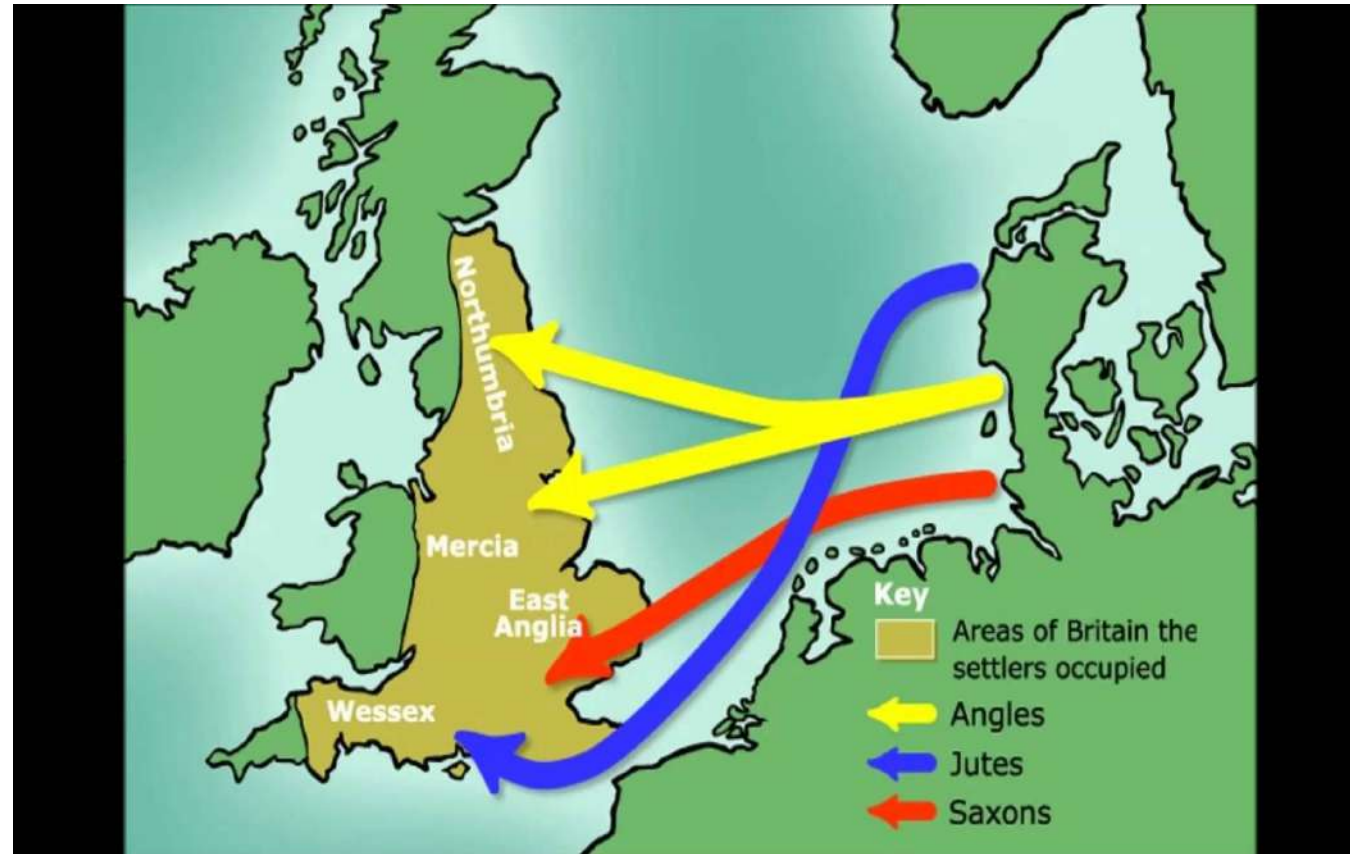 Northumbria
Mercia
East
Anglia
Wessex
Key
Areas of Britain the
settlers occupied
Angles
Jutes
Saxons